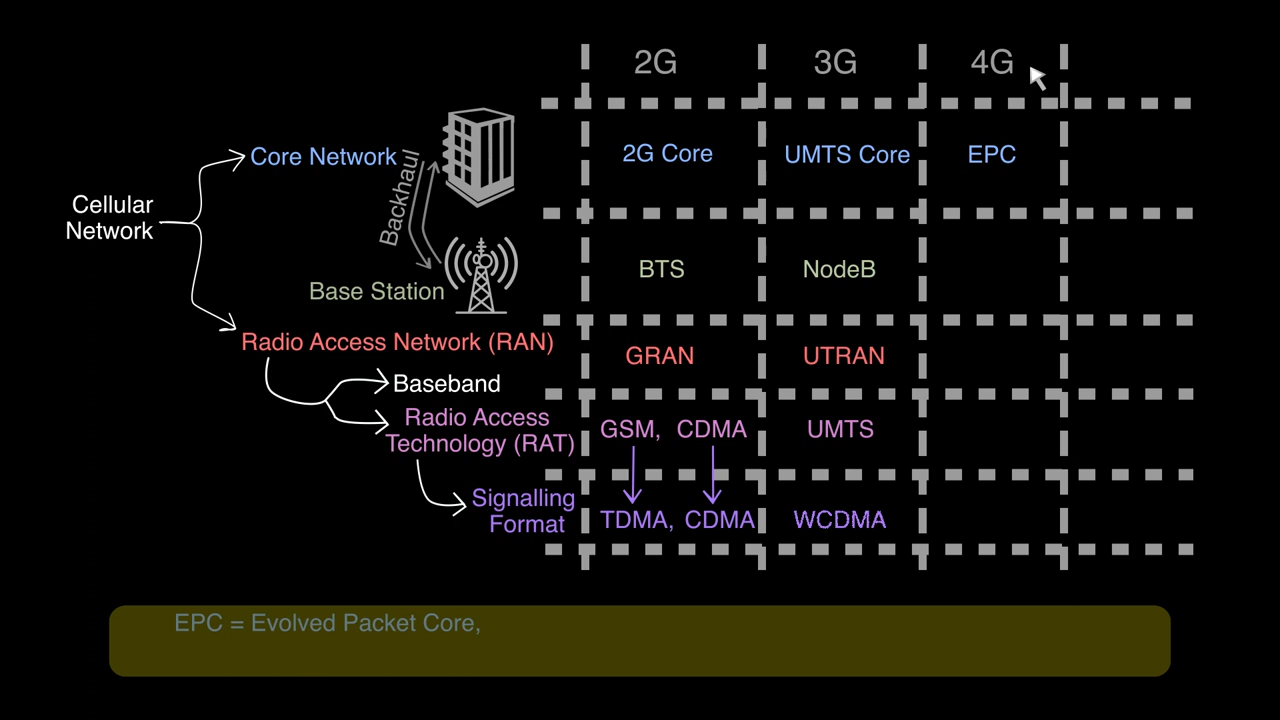 2G
3G
4G
Core Network
Backhaul
2G Core
UMTS Core
EPC
Cellular
Network
Base Station
BTS
NodeB
Radio Access Network (RAN)
GRAN
UTRAN
Baseband
Radio Access
Technology (RAT)
GSM, CDMA
UMTS
Signalling
Format
TDMA, CDMA
WCDMA
EPC = Evolved Packet Core,